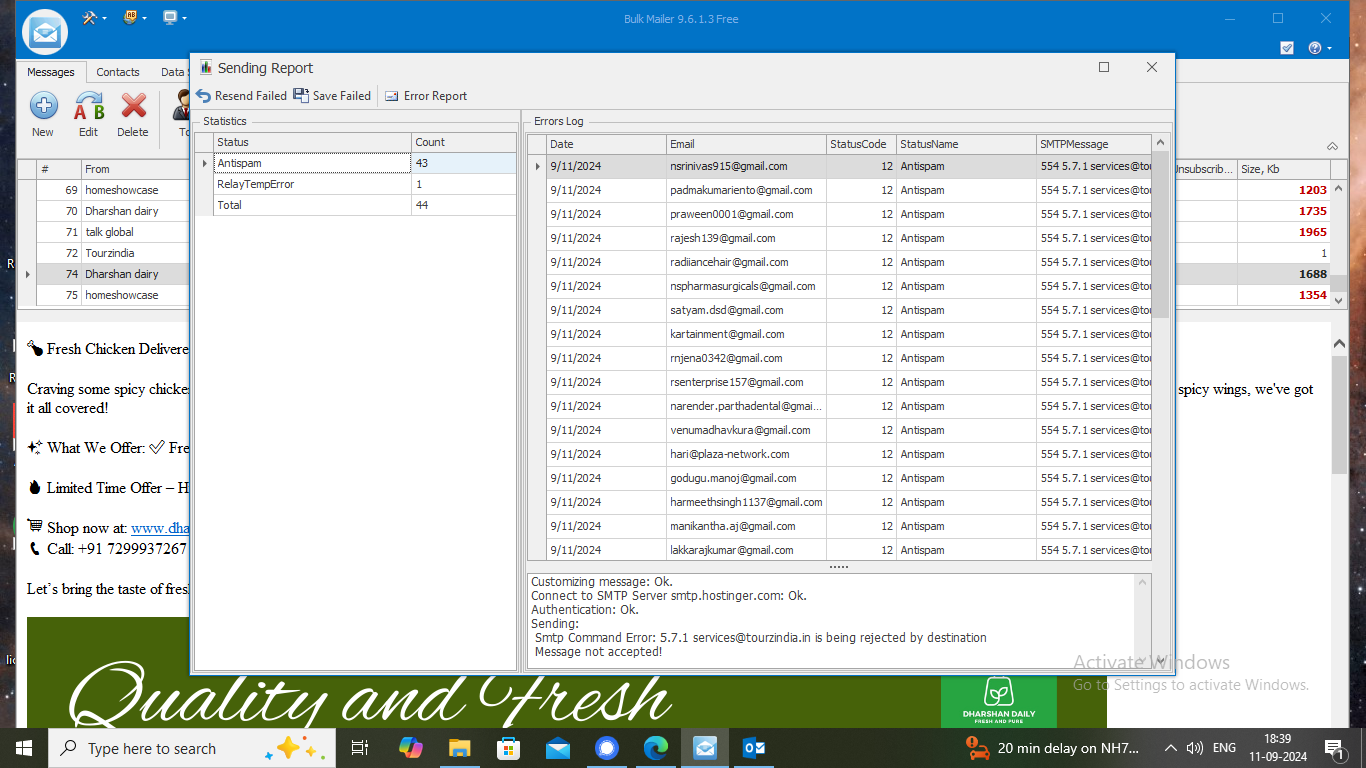 Bulk Mailer 9.6.1.3 Free
Messages Contacts Data
New Edit Delete
# From
69 homeshowcase
70 Dharshan dairy
71 talk global
72 Tourzindia
74 Dharshan dairy
75 homeshowcase
Size, Kb
1203
1735
1965
1
1688
1354
Sending Report
Resend Failed Save Failed Error Report
Statistics
Status Count
Antispam 43
RelayTempError 1
Total 44
Errors Log
Date Email StatusCode StatusName SMTPMessage
9/11/2024 nsrinivas915@gmail.com 12 Antispam 554 5.7.1 services@tou
9/11/2024 padmakumariento@gmail.com 12 Antispam 554 5.7.1 services@tou
9/11/2024 praween0001@gmail.com 12 Antispam 554 5.7.1 services@tou
9/11/2024 rajesh139@gmail.com 12 Antispam 554 5.7.1 services@tou
9/11/2024 radiiancehair@gmail.com 12 Antispam 554 5.7.1 services@tou
9/11/2024 nspharmasurgicals@gmail.com 12 Antispam 554 5.7.1 services@tou
9/11/2024 satyam.dsd@gmail.com 12 Antispam 554 5.7.1 services@tou
9/11/2024 kartainment@gmail.com 12 Antispam 554 5.7.1 services@tou
9/11/2024 rnjena0342@gmail.com 12 Antispam 554 5.7.1 services@tou
9/11/2024 rsenterprise157@gmail.com 12 Antispam 554 5.7.1 services@tou
9/11/2024 narender.parthadental@gmai... 12 Antispam 554 5.7.1 services@tou
9/11/2024 venumadhavkura@gmail.com 12 Antispam 554 5.7.1 services@tou
9/11/2024 hari@plaza-network.com 12 Antispam 554 5.7.1 services@tou
9/11/2024 godugu.manoj@gmail.com 12 Antispam 554 5.7.1 services@tou
9/11/2024 harmeethsingh1137@gmail.com 12 Antispam 554 5.7.1 services@tou
9/11/2024 manikantha.aj@gmail.com 12 Antispam 554 5.7.1 services@tou
9/11/2024 lakkarajkumar@gmail.com 12 Antispam 554 5.7.1 services@tou
Customizing message: Ok.
Connect to SMTP Server smtp.hostinger.com: Ok.
Authentication: Ok.
Sending:
Smtp Command Error: 5.7.1 services@tourzindia.in is being rejected by destination
Message not accepted!
Fresh Chicken Delivere
Craving some spicy chicke spicy wings, we've got
it all covered!
What We Offer: Fre
Limited Time Offer – H
Shop now at: www.dha
Call: +91 7299937267
Let's bring the taste of fres
Quality and Fresh
DHARSHAN DAILY
FRESH AND PURE
Activate Windows
Go to Settings to activate Windows.
Type here to search
20 min delay on NH7...
ENG
18:39
11-09-2024
1